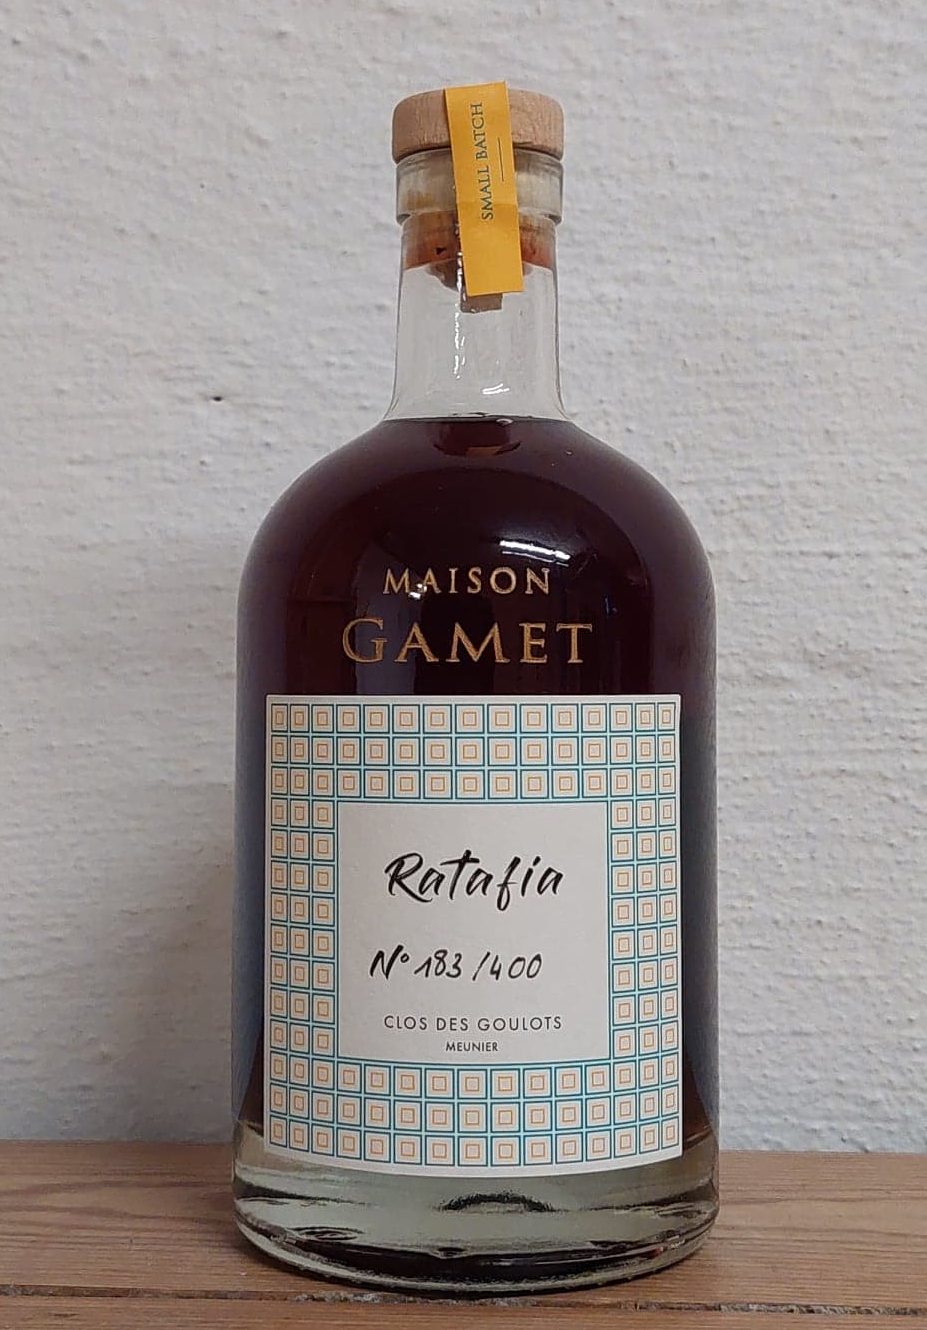 SMALL BATCH
MAISON
GAMET
Ratafia
N° 183 /400
CLOS DES GOULOTS
MEUNIER